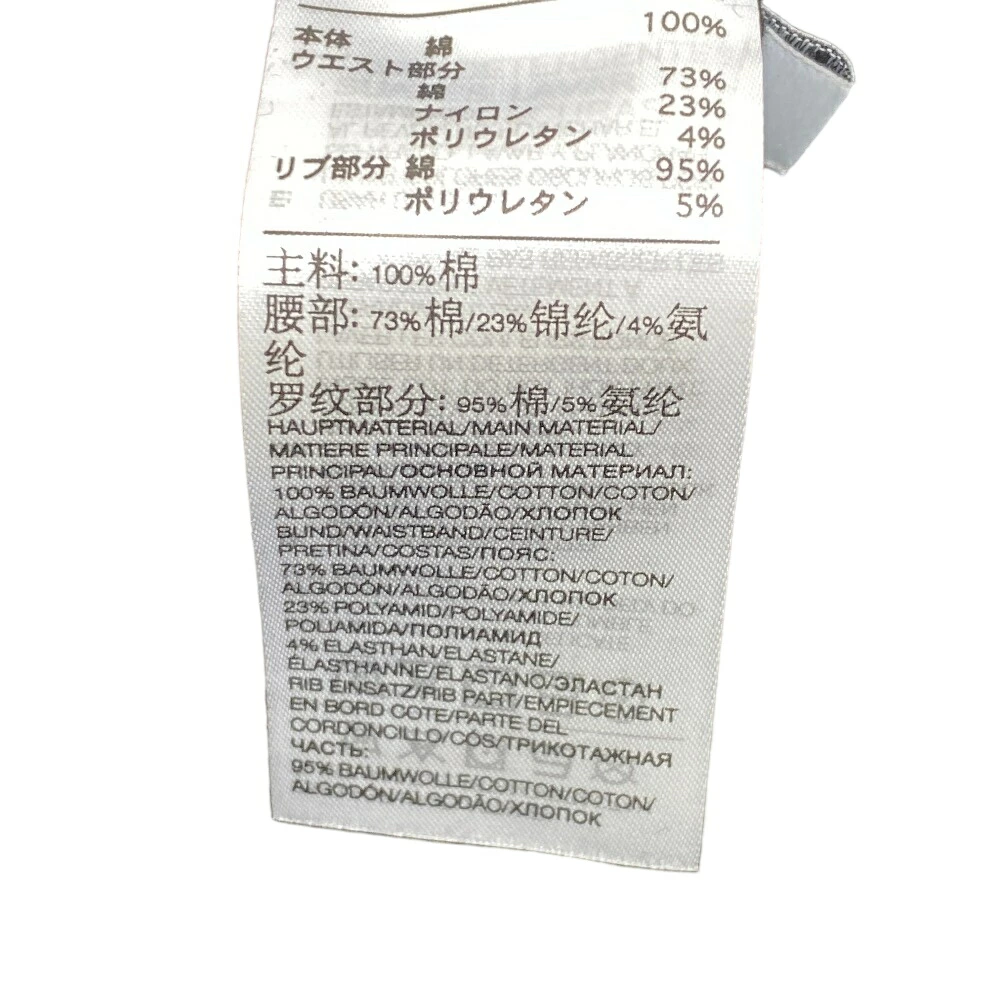 本体 綿 100%
ウエスト部分
綿 73%
ナイロン 23%
ポリウレタン 4%
リブ部分 綿 95%
ポリウレタン 5%
主料: 100%棉
腰部: 73%棉/23%锦纶/4%氨
纶
罗纹部分: 95%棉/5%氨纶
HAUPTMATERIAL/MAIN MATERIAL/
MATIERE PRINCIPALE/MATERIAL
PRINCIPAL/ОСНОВНОЙ МАТЕРИАЛ:
100% BAUMWOLLE/COTTON/COTON/
ALGODÓN/ALGODÃO/ХЛОПОК
BUND/WAISTBAND/CEINTURE/
PRETINA/COSTAS/ПОЯС:
73% BAUMWOLLE/COTTON/COTON/
ALGODÓN/ALGODÃO/ХЛОПОК
23% POLYAMID/POLYAMIDE/
POLIAMIDA/ПОЛИАМИД
4% ELASTHAN/ELASTANE/
ÉLASTHANNE/ELASTANO/ЭЛАСТАН
RIB EINSATZ/RIB PART/EMPIECEMENT
EN BORD COTE/PARTE DEL
CORDONCILLO/CÓS/ТРИКОТАЖНАЯ
ЧАСТЬ:
95% BAUMWOLLE/COTTON/COTON/
ALGODÓN/ALGODÃO/ХЛОПОК